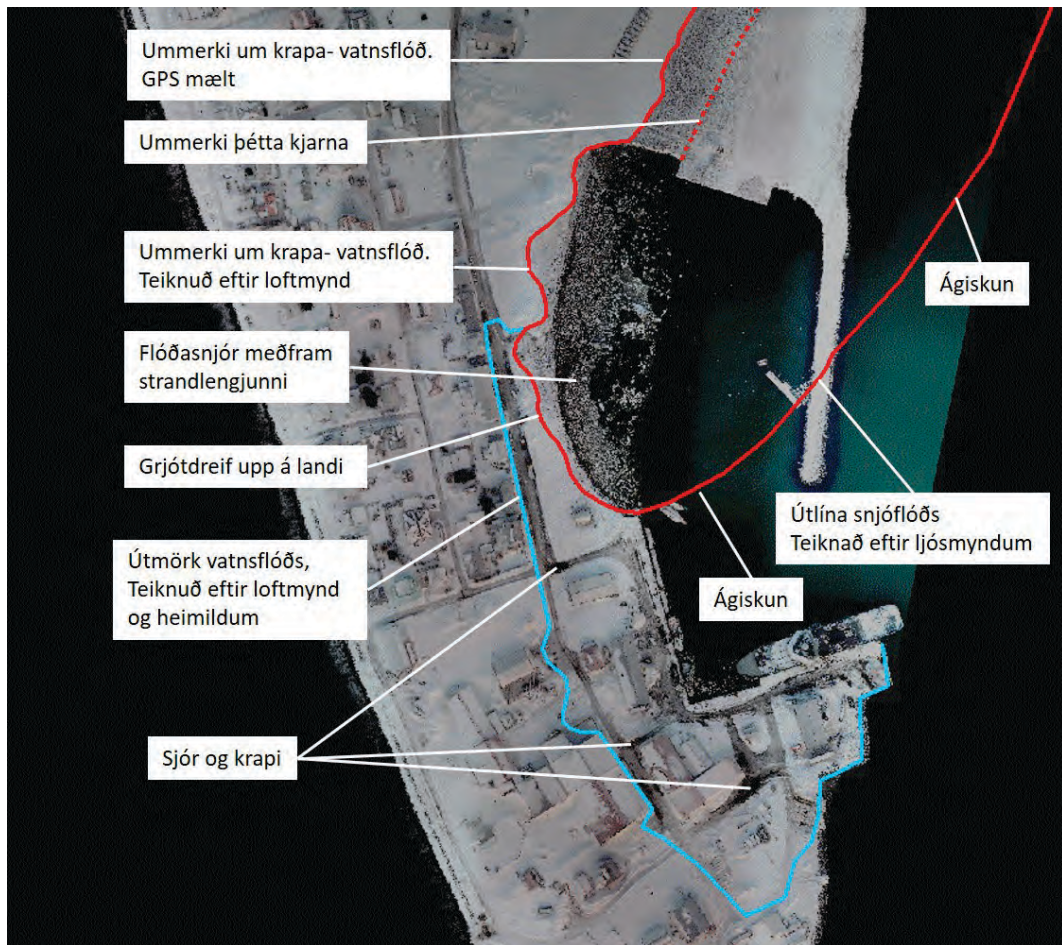 Ummerki um krapa- vatnsflóð.
GPS mælt
Ummerki þétta kjarna
Ummerki um krapa- vatnsflóð.
Teiknuð eftir loftmynd
Ágiskun
Flóðasnjór meðfram
strandlengjunni
Grjótdreif upp á landi
Útlína snjóflóðs
Teiknað eftir ljósmyndum
Útmörk vatnsflóðs,
Teiknuð eftir loftmynd
og heimildum
Ágiskun
Sjór og krapi